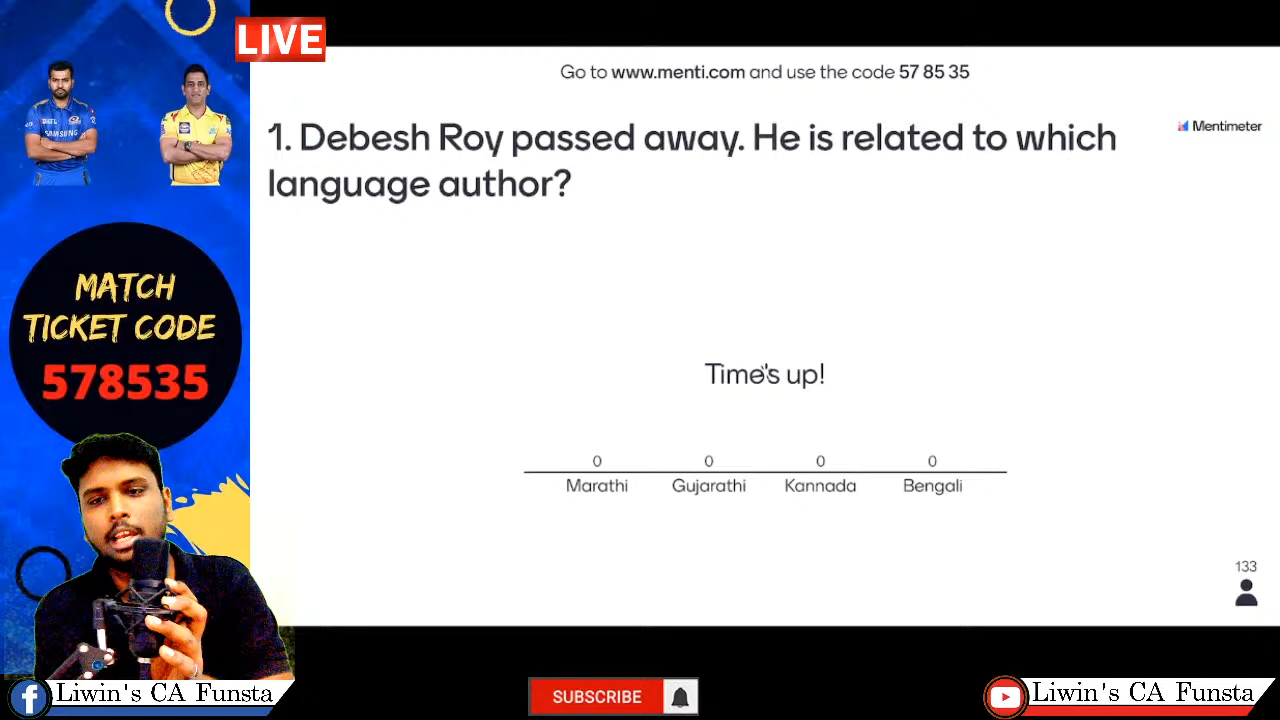 LIVE
Go to www.menti.com and use the code 57 85 35
Mentimeter
1. Debesh Roy passed away. He is related to which
language author?
SAMSUNG
MATCH
TICKET CODE
578535
Time's up!
0 0 0 0
Marathi Gujarathi Kannada Bengali
133
Liwin's CA Funsta
SUBSCRIBE
Liwin's CA Funsta